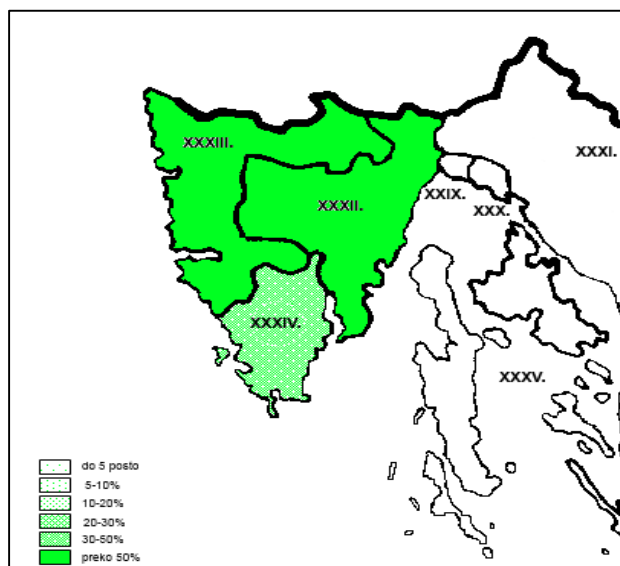 XXXIII.
XXXI.
XXXII.
XXIX.
XXX.
XXXIV.
XXXV.
do 5 posto
5-10%
10-20%
20-30%
30-50%
preko 50%